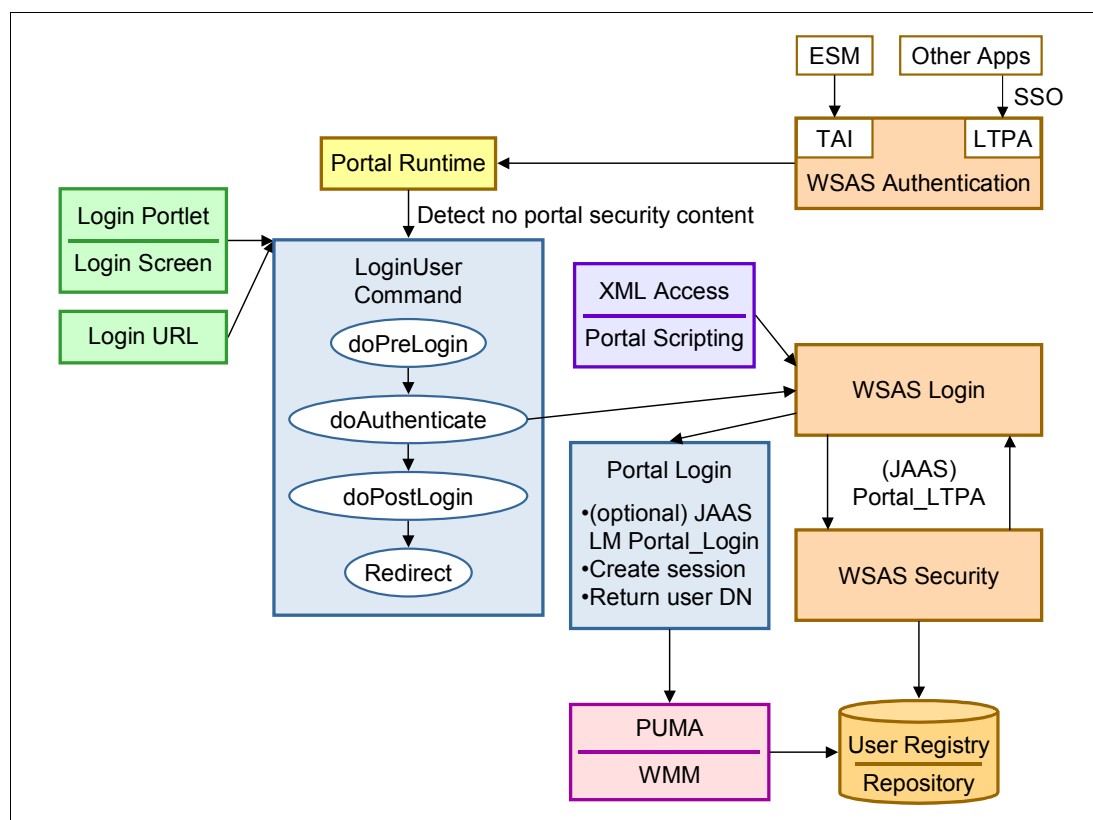 ESM
Other Apps
SSO
TAI
LTPA
WSAS Authentication
Portal Runtime
Detect no portal security content
Login Portlet
Login Screen
Login URL
LoginUser
Command
doPreLogin
doAuthenticate
doPostLogin
Redirect
XML Access
Portal Scripting
WSAS Login
(JAAS)
Portal_LTPA
Portal Login
•(optional) JAAS
LM Portal_Login
•Create session
•Return user DN
WSAS Security
PUMA
WMM
User Registry
Repository